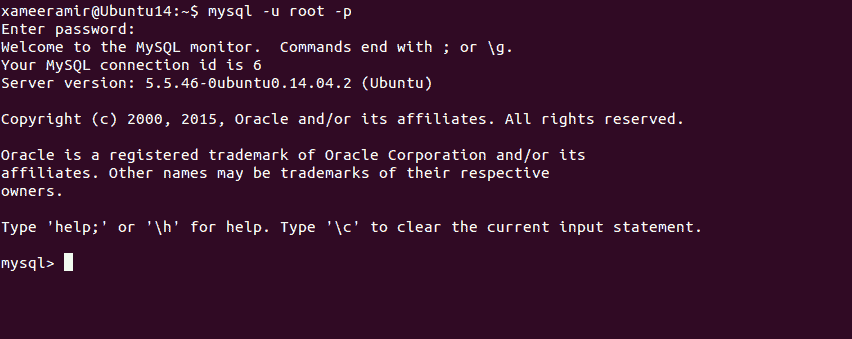 xameeramir@Ubuntu14:~$ mysql -u root -p
Enter password:
Welcome to the MySQL monitor.  Commands end with ; or \g.
Your MySQL connection id is 6
Server version: 5.5.46-0ubuntu0.14.04.2 (Ubuntu)

Copyright (c) 2000, 2015, Oracle and/or its affiliates. All rights reserved.

Oracle is a registered trademark of Oracle Corporation and/or its
affiliates. Other names may be trademarks of their respective
owners.

Type 'help;' or '\h' for help. Type '\c' to clear the current input statement.

mysql>